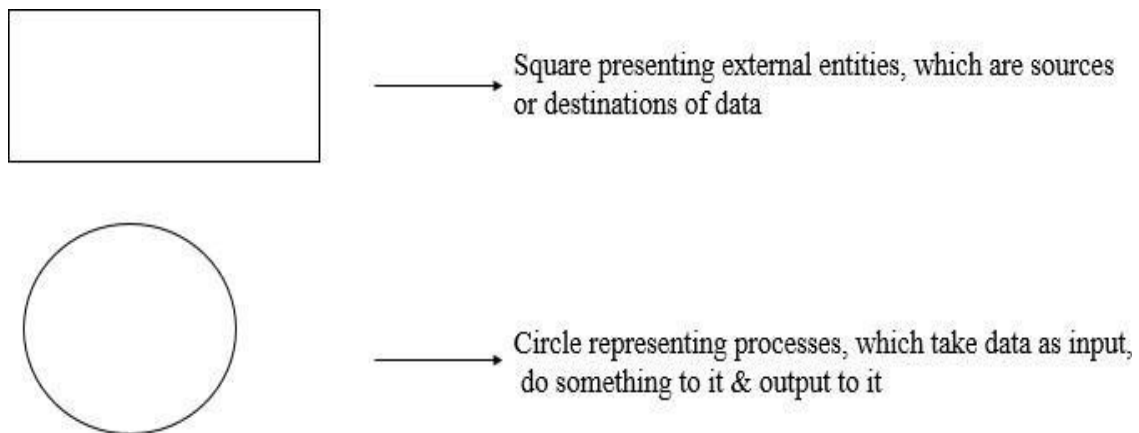 Square presenting external entities, which are sources
or destinations of data
Circle representing processes, which take data as input,
do something to it & output to it